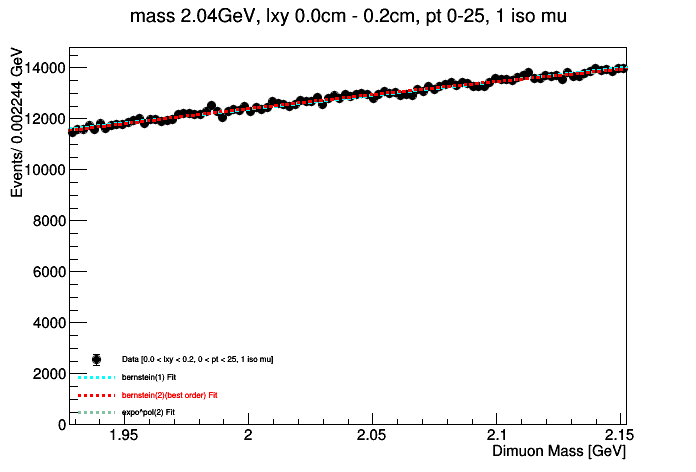 mass 2.04GeV, lxy 0.0cm - 0.2cm, pt 0-25, 1 iso mu
Events/ 0.002244 GeV
14000
12000
10000
8000
6000
4000
2000
0
Data [0.0 < lxy < 0.2, 0 < pt < 25, 1 iso mu]
bernstein(1) Fit
bernstein(2)(best order) Fit
expo^pol(2) Fit
1.95 2 2.05 2.1 2.15
Dimuon Mass [GeV]